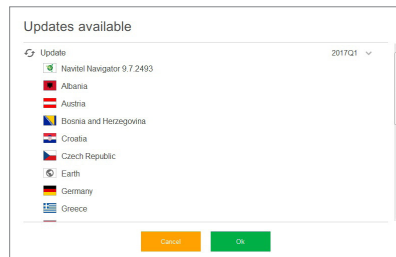 Updates available
Update 2017Q1
Navitel Navigator 9.7.2493
Albania
Austria
Bosnia and Herzegovina
Croatia
Czech Republic
Earth
Germany
Greece
Cancel Ok